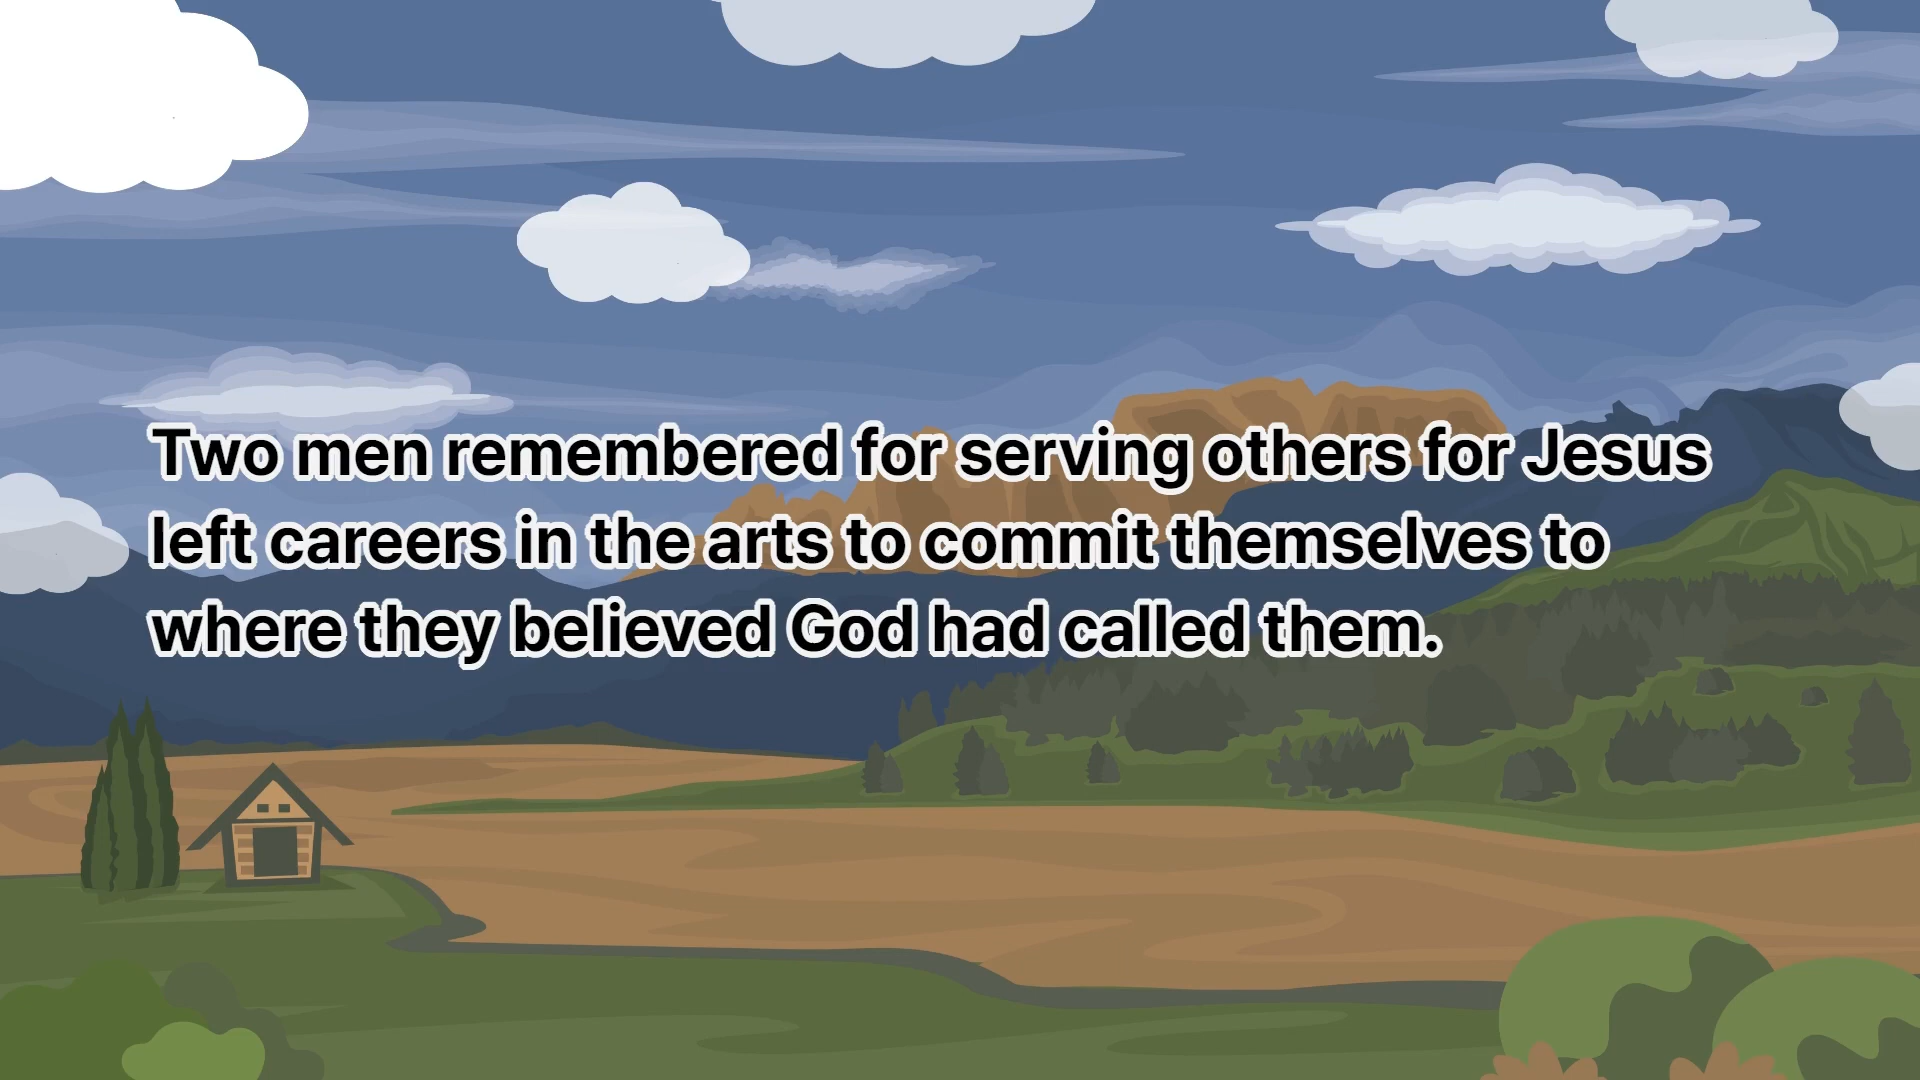 Two men remembered for serving others for Jesus
left careers in the arts to commit themselves to
where they believed God had called them.